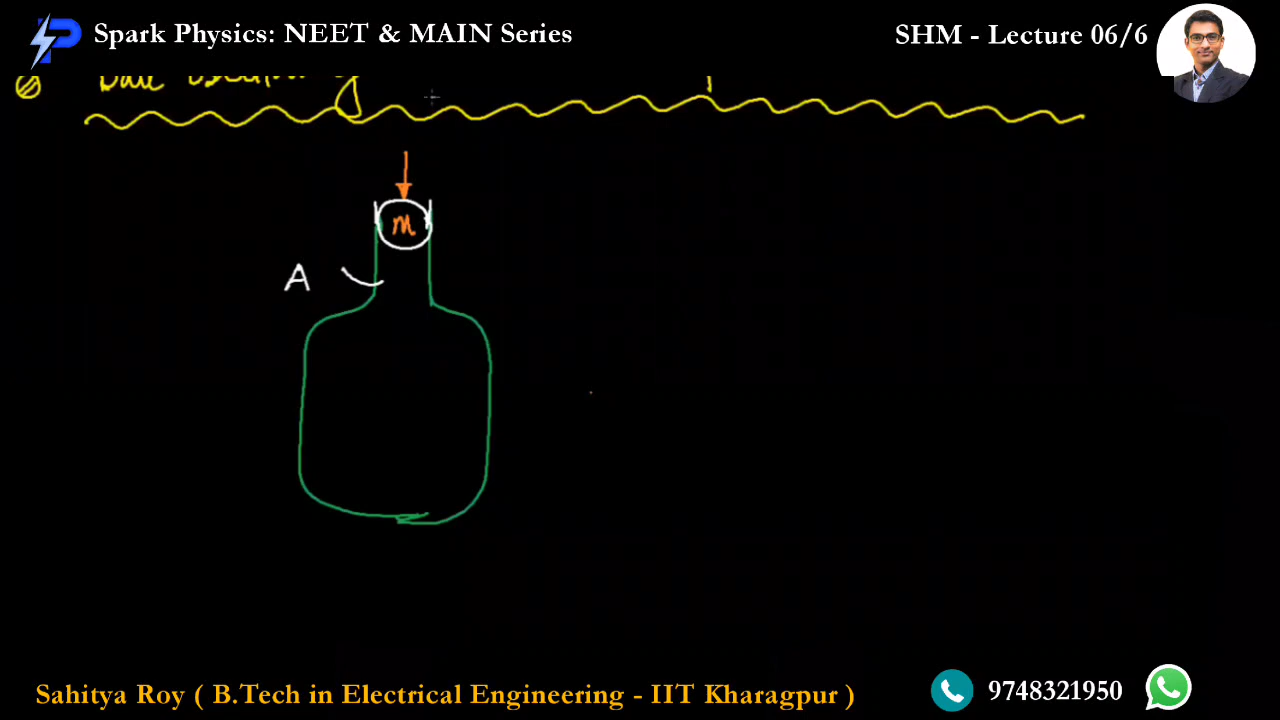 Spark Physics: NEET & MAIN Series
SHM - Lecture 06/6
m
A
Sahitya Roy ( B.Tech in Electrical Engineering - IIT Kharagpur )
9748321950